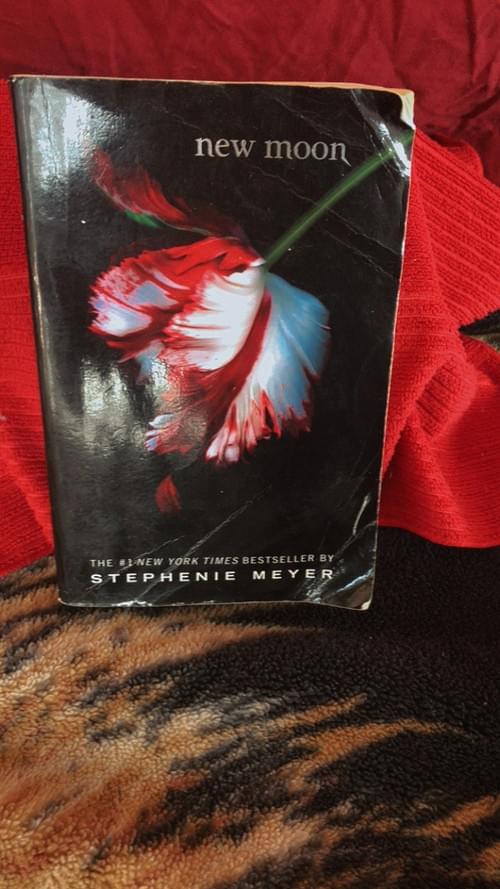 new moon
THE #1 NEW YORK TIMES BESTSELLER BY
STEPHENIE MEYER